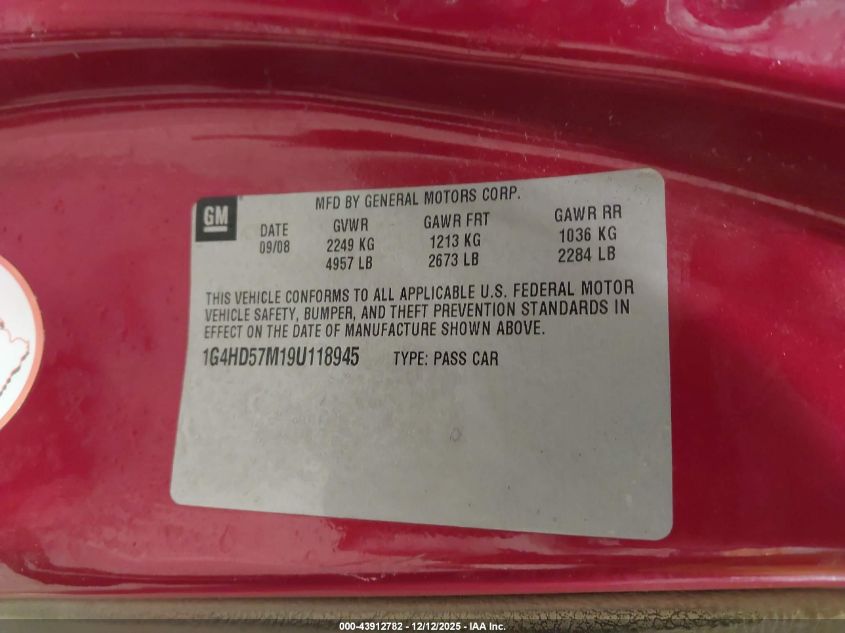 GM
MFD BY GENERAL MOTORS CORP.
DATE GVWR GAWR FRT GAWR RR
09/08 2249 KG 1213 KG 1036 KG
4957 LB 2673 LB 2284 LB
THIS VEHICLE CONFORMS TO ALL APPLICABLE U.S. FEDERAL MOTOR
VEHICLE SAFETY, BUMPER, AND THEFT PREVENTION STANDARDS IN
EFFECT ON THE DATE OF MANUFACTURE SHOWN ABOVE.
1G4HD57M19U118945 TYPE: PASS CAR
000-43912782 - 12/12/2025 - IAA Inc.